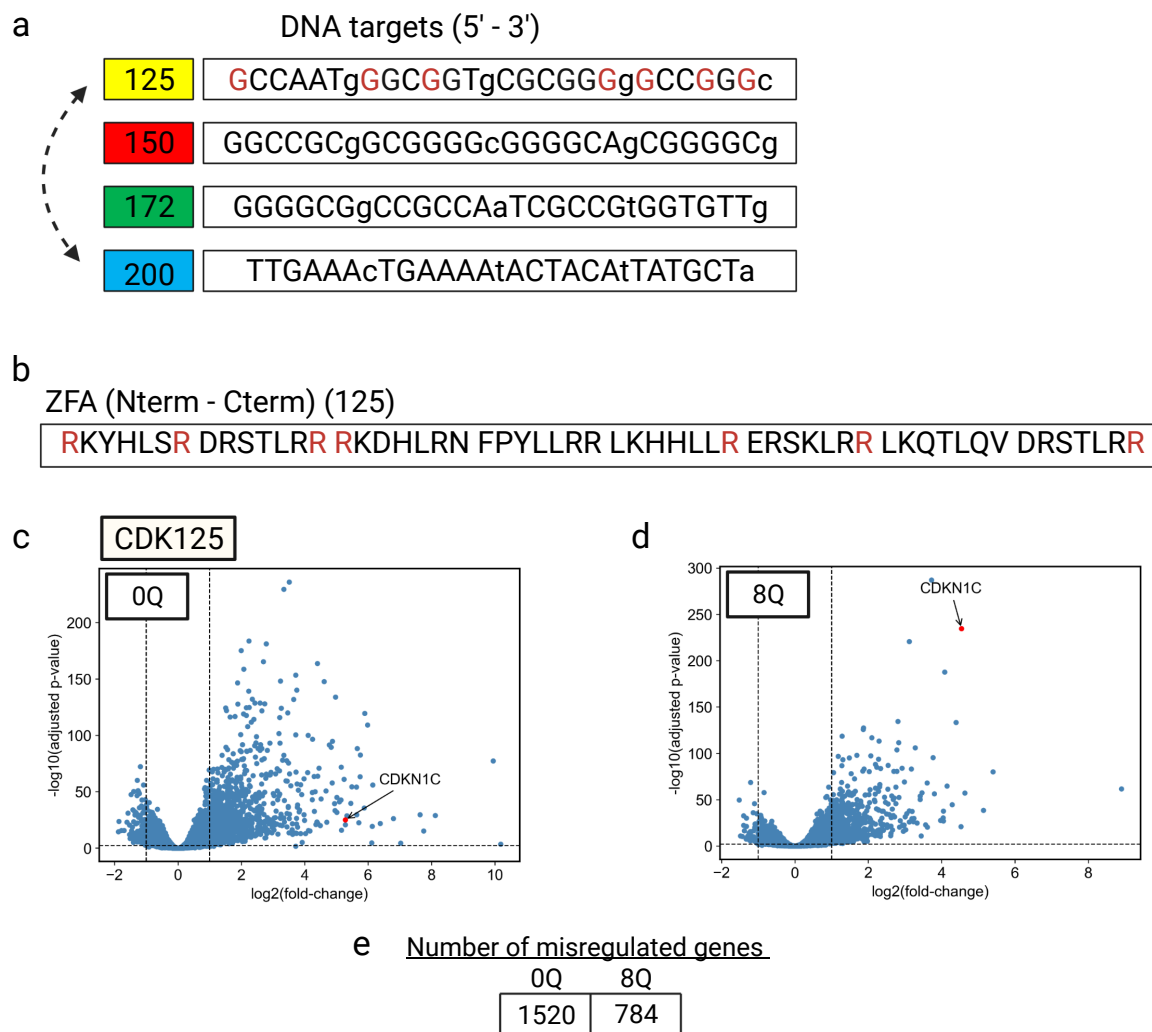 a
DNA targets (5' - 3')
125 GCCAATgGGCGGTgCGCGGGgGCCGGGc
150 GGCCGCgGCGGGGcGGGGCAgCGGGGCg
172 GGGGCGgCCGCCAaTCGCCGtGGTGTTg
200 TTGAAAcTGAAAAtACTACAtTATGCTa
b
ZFA (Nterm - Cterm) (125)
RKYHLSR DRSTLRR RKDHLRN FPYLLRR LKHHLLR ERSKLRR LKQTLQV DRSTLRR
c
CDK125
0Q
-log10(adjusted p-value)
200
150
100
50
0
CDKN1C
−2 0 2 4 6 8 10
log2(fold-change)
d
8Q
-log10(adjusted p-value)
300
250
200
150
100
50
0
CDKN1C
−2 0 2 4 6 8
log2(fold-change)
e
Number of misregulated genes
0Q 8Q
1520 784